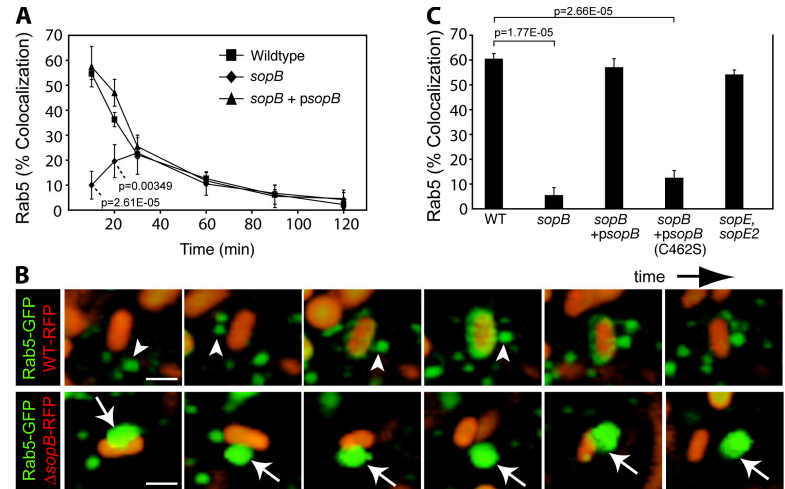 A
Rab5 (% Colocalization)
70
60
50
40
30
20
10
0
20
40
60
80
100
120
Time (min)
Wildtype
sopB
sopB + psopB
p=0.00349
p=2.61E-05
C
p=2.66E-05
p=1.77E-05
Rab5 (% Colocalization)
70
60
50
40
30
20
10
0
WT
sopB
sopB
+psopB
sopB
+psopB
(C462S)
sopE,
sopE2
B
time
Rab5-GFP
WT-RFP
Rab5-GFP
ΔsopB-RFP